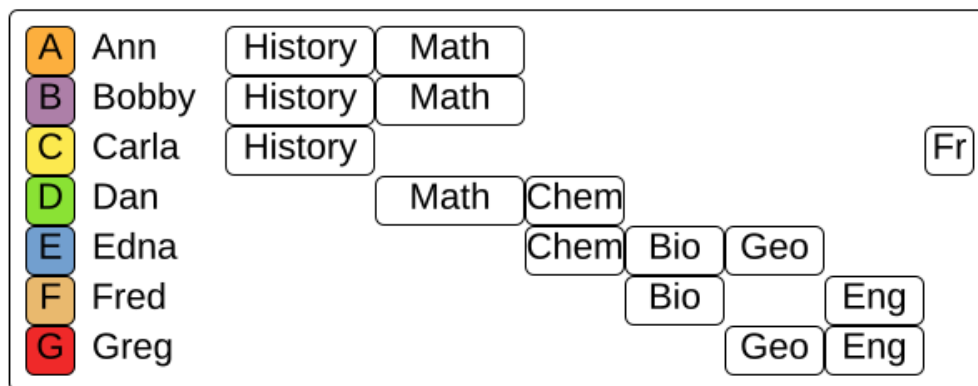 A Ann History Math
B Bobby History Math
C Carla History Fr
D Dan Math Chem
E Edna Chem Bio Geo
F Fred Bio Eng
G Greg Geo Eng